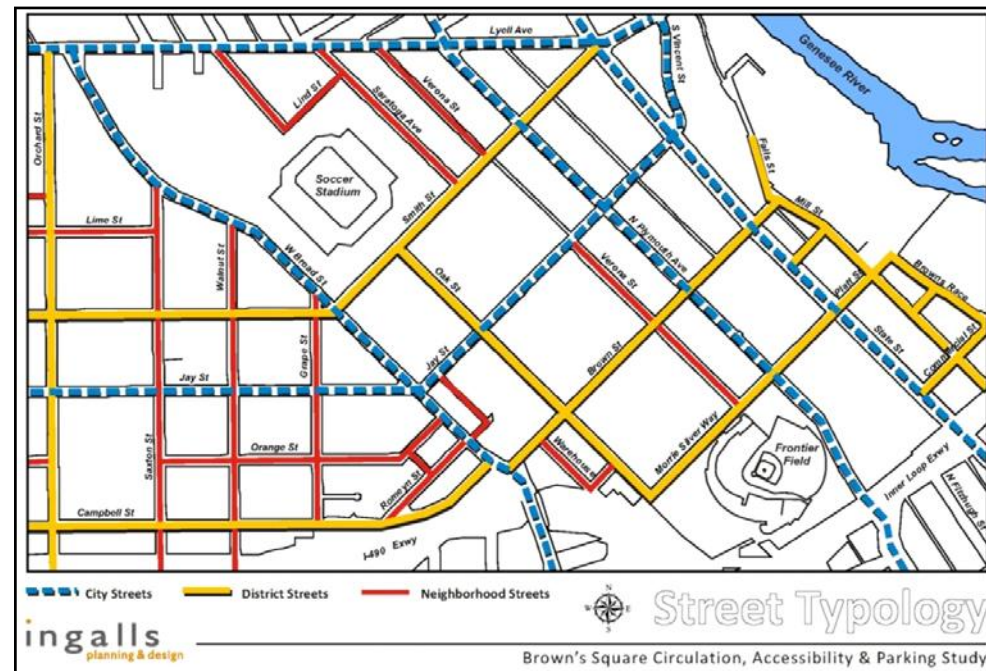 Lyell Ave
S Vincent St
Genesee River
Orchard St
Lind St
Saratoga Ave
Verona St
Falls St
Soccer
Stadium
Smith St
Mill St
Lime St
Walnut St
W Broad St
Oak St
N Plymouth Ave
Verona St
Platt St
Browns Race
Grape St
Jay St
Brown St
State St
Commercial St
Jay St
Saxton St
Orange St
Warehouse
Morrie Silver Way
Frontier
Field
Romeyn St
Inner Loop Exwy
N Fitzhugh St
Campbell St
I-490 Exwy
City Streets
District Streets
Neighborhood Streets
N
W
E
S
Street Typology
ingalls
planning & design
Brown's Square Circulation, Accessibility & Parking Study